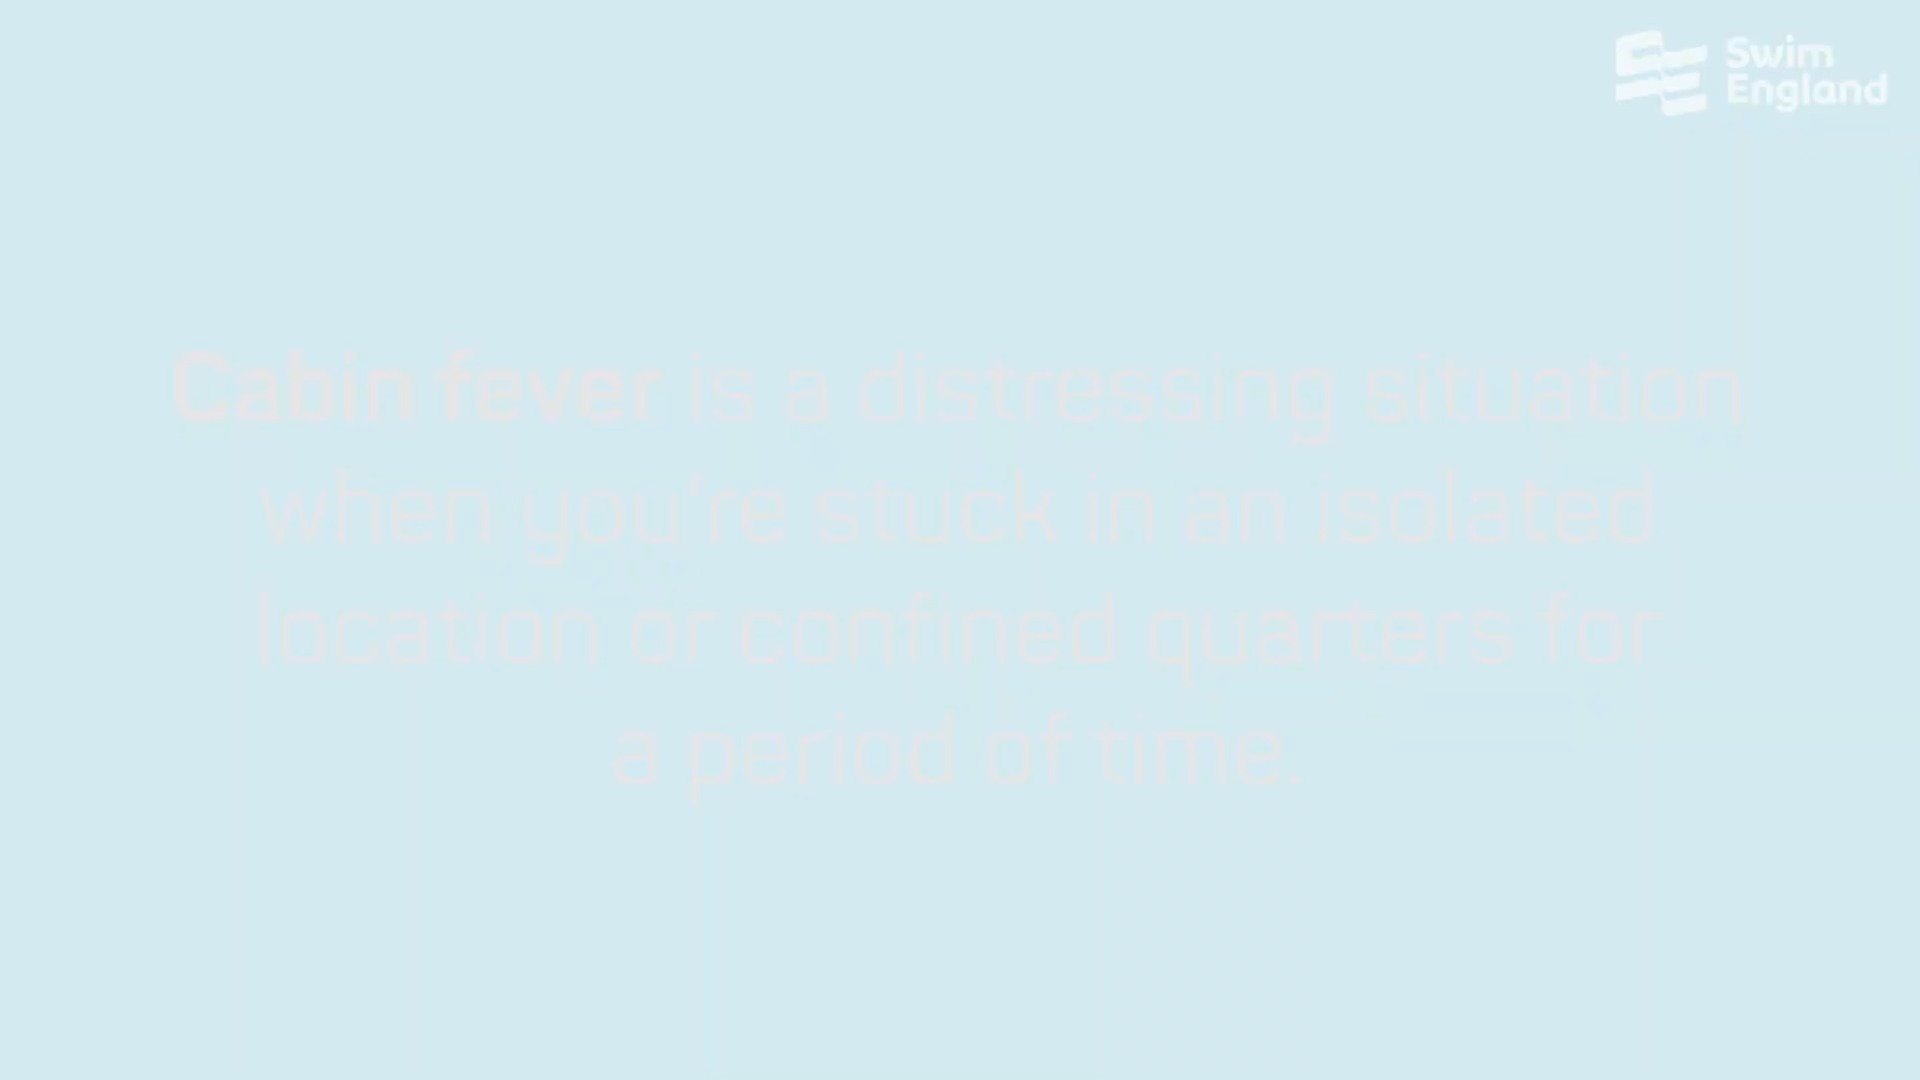 Swim
England
Cabin fever is a distressing situation
when you're stuck in an isolated
location or confined quarters for
a period of time.